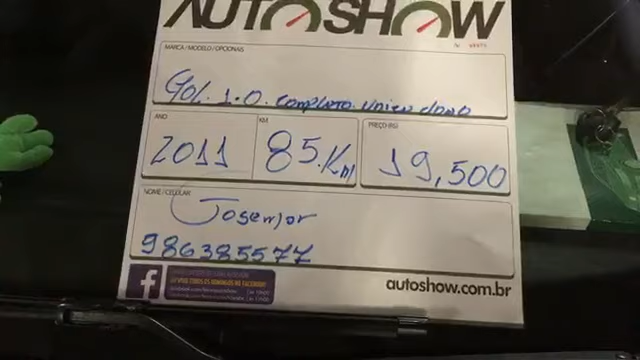 AUTOSHOW
MARCA / MODELO / OPCIONAIS
Gol. 1.0. completo. unico dono
ANO
KM
PREÇO (R$)
2011
85.Km
19,500
NOME / CELULAR
Josenjor
986385577
f
autoshow.com.br